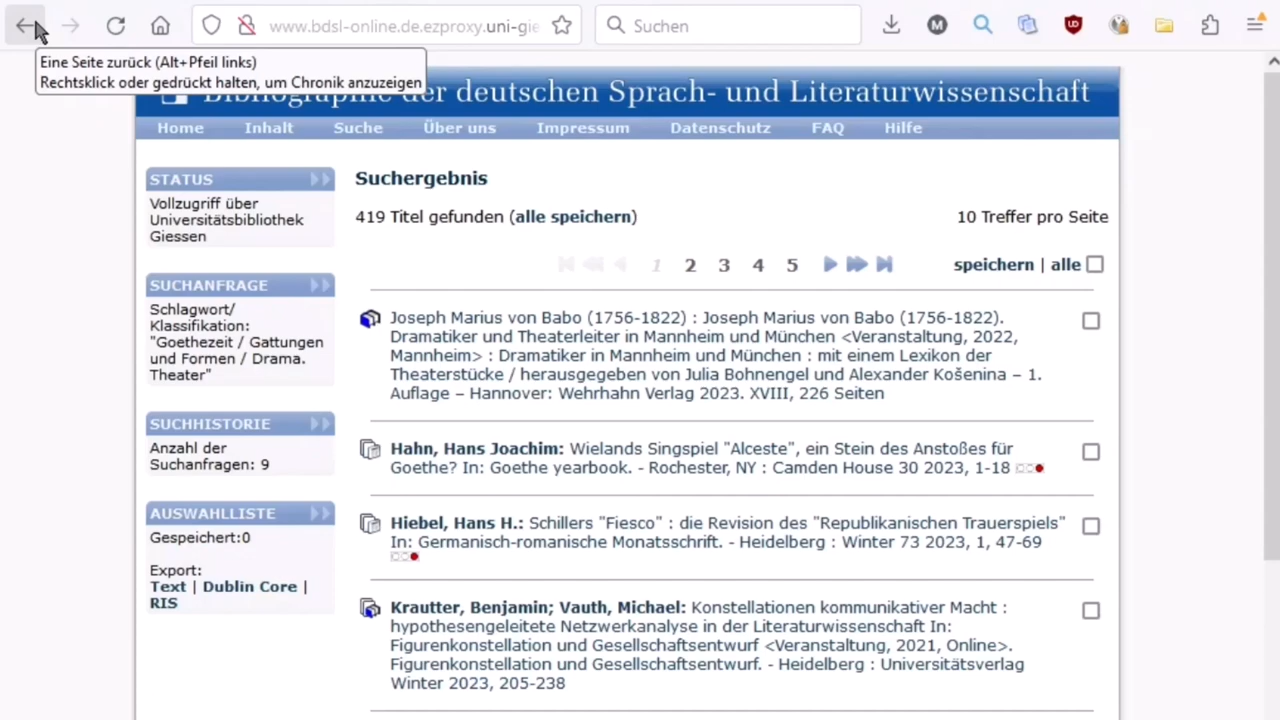 www.bdsl-online.de.ezproxy.uni-gie
Suchen
Eine Seite zurück (Alt+Pfeil links)
Rechtsklick oder gedrückt halten, um Chronik anzuzeigen
Bibliographie der deutschen Sprach- und Literaturwissenschaft
Home Inhalt Suche Über uns Impressum Datenschutz FAQ Hilfe
STATUS
Vollzugriff über
Universitätsbibliothek
Giessen
SUCHANFRAGE
Schlagwort/
Klassifikation:
"Goethezeit / Gattungen
und Formen / Drama.
Theater"
SUCHHISTORIE
Anzahl der
Suchanfragen: 9
AUSWAHLLISTE
Gespeichert:0
Export:
Text | Dublin Core |
RIS
Suchergebnis
419 Titel gefunden (alle speichern) 10 Treffer pro Seite
1 2 3 4 5 speichern | alle
Joseph Marius von Babo (1756-1822) : Joseph Marius von Babo (1756-1822).
Dramatiker und Theaterleiter in Mannheim und München <Veranstaltung, 2022,
Mannheim> : Dramatiker in Mannheim und München : mit einem Lexikon der
Theaterstücke / herausgegeben von Julia Bohnengel und Alexander Košenina – 1.
Auflage – Hannover: Wehrhahn Verlag 2023. XVIII, 226 Seiten
Hahn, Hans Joachim: Wielands Singspiel "Alceste", ein Stein des Anstoßes für
Goethe? In: Goethe yearbook. - Rochester, NY : Camden House 30 2023, 1-18
Hiebel, Hans H.: Schillers "Fiesco" : die Revision des "Republikanischen Trauerspiels"
In: Germanisch-romanische Monatsschrift. - Heidelberg : Winter 73 2023, 1, 47-69
Krautter, Benjamin; Vauth, Michael: Konstellationen kommunikativer Macht :
hypothesengeleitete Netzwerkanalyse in der Literaturwissenschaft In:
Figurenkonstellation und Gesellschaftsentwurf <Veranstaltung, 2021, Online>.
Figurenkonstellation und Gesellschaftsentwurf. - Heidelberg : Universitätsverlag
Winter 2023, 205-238